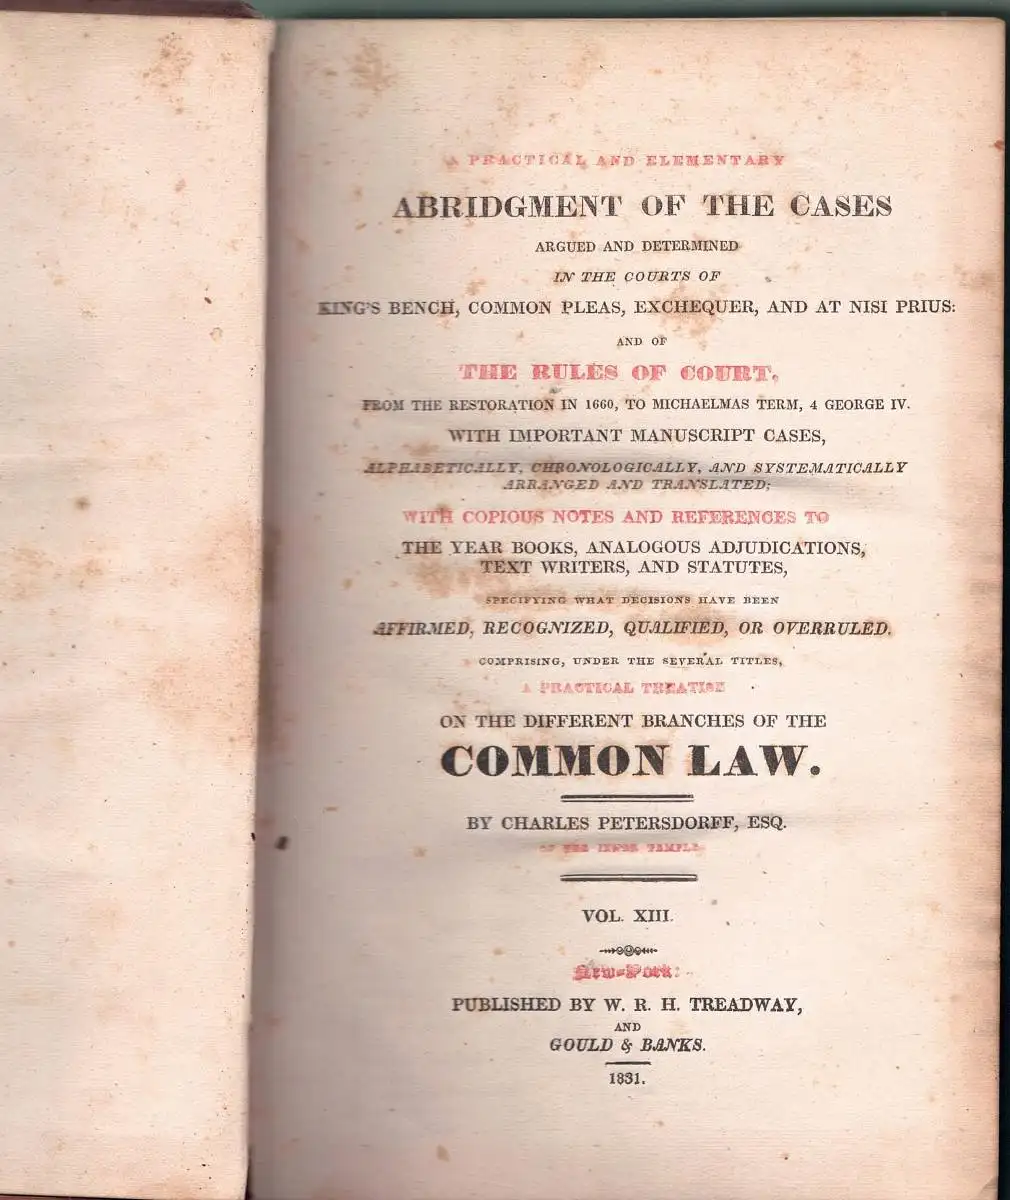 A PRACTICAL AND ELEMENTARY
ABRIDGMENT OF THE CASES
ARGUED AND DETERMINED
IN THE COURTS OF
KING'S BENCH, COMMON PLEAS, EXCHEQUER, AND AT NISI PRIUS:
AND OF
THE RULES OF COURT,
FROM THE RESTORATION IN 1660, TO MICHAELMAS TERM, 4 GEORGE IV.
WITH IMPORTANT MANUSCRIPT CASES,
ALPHABETICALLY, CHRONOLOGICALLY, AND SYSTEMATICALLY
ARRANGED AND TRANSLATED;
WITH COPIOUS NOTES AND REFERENCES TO
THE YEAR BOOKS, ANALOGOUS ADJUDICATIONS,
TEXT WRITERS, AND STATUTES,
SPECIFYING WHAT DECISIONS HAVE BEEN
AFFIRMED, RECOGNIZED, QUALIFIED, OR OVERRULED.
COMPRISING, UNDER THE SEVERAL TITLES,
A PRACTICAL TREATISE
ON THE DIFFERENT BRANCHES OF THE
COMMON LAW.
BY CHARLES PETERSDORFF, ESQ.
OF THE INNER TEMPLE
VOL. XIII.
New-York:
PUBLISHED BY W. R. H. TREADWAY,
AND
GOULD & BANKS.
1831.